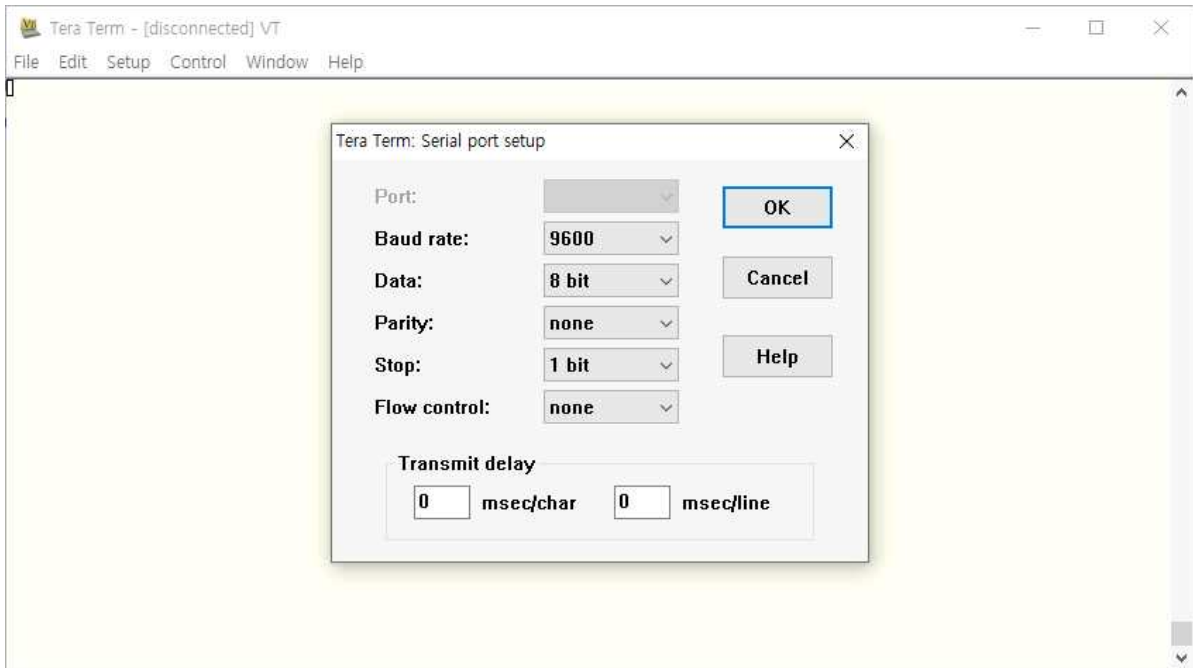 Tera Term - [disconnected] VT
File Edit Setup Control Window Help
Tera Term: Serial port setup
Port:
OK
Baud rate: 9600
Data: 8 bit
Cancel
Parity: none
Stop: 1 bit
Help
Flow control: none
Transmit delay
0 msec/char 0 msec/line